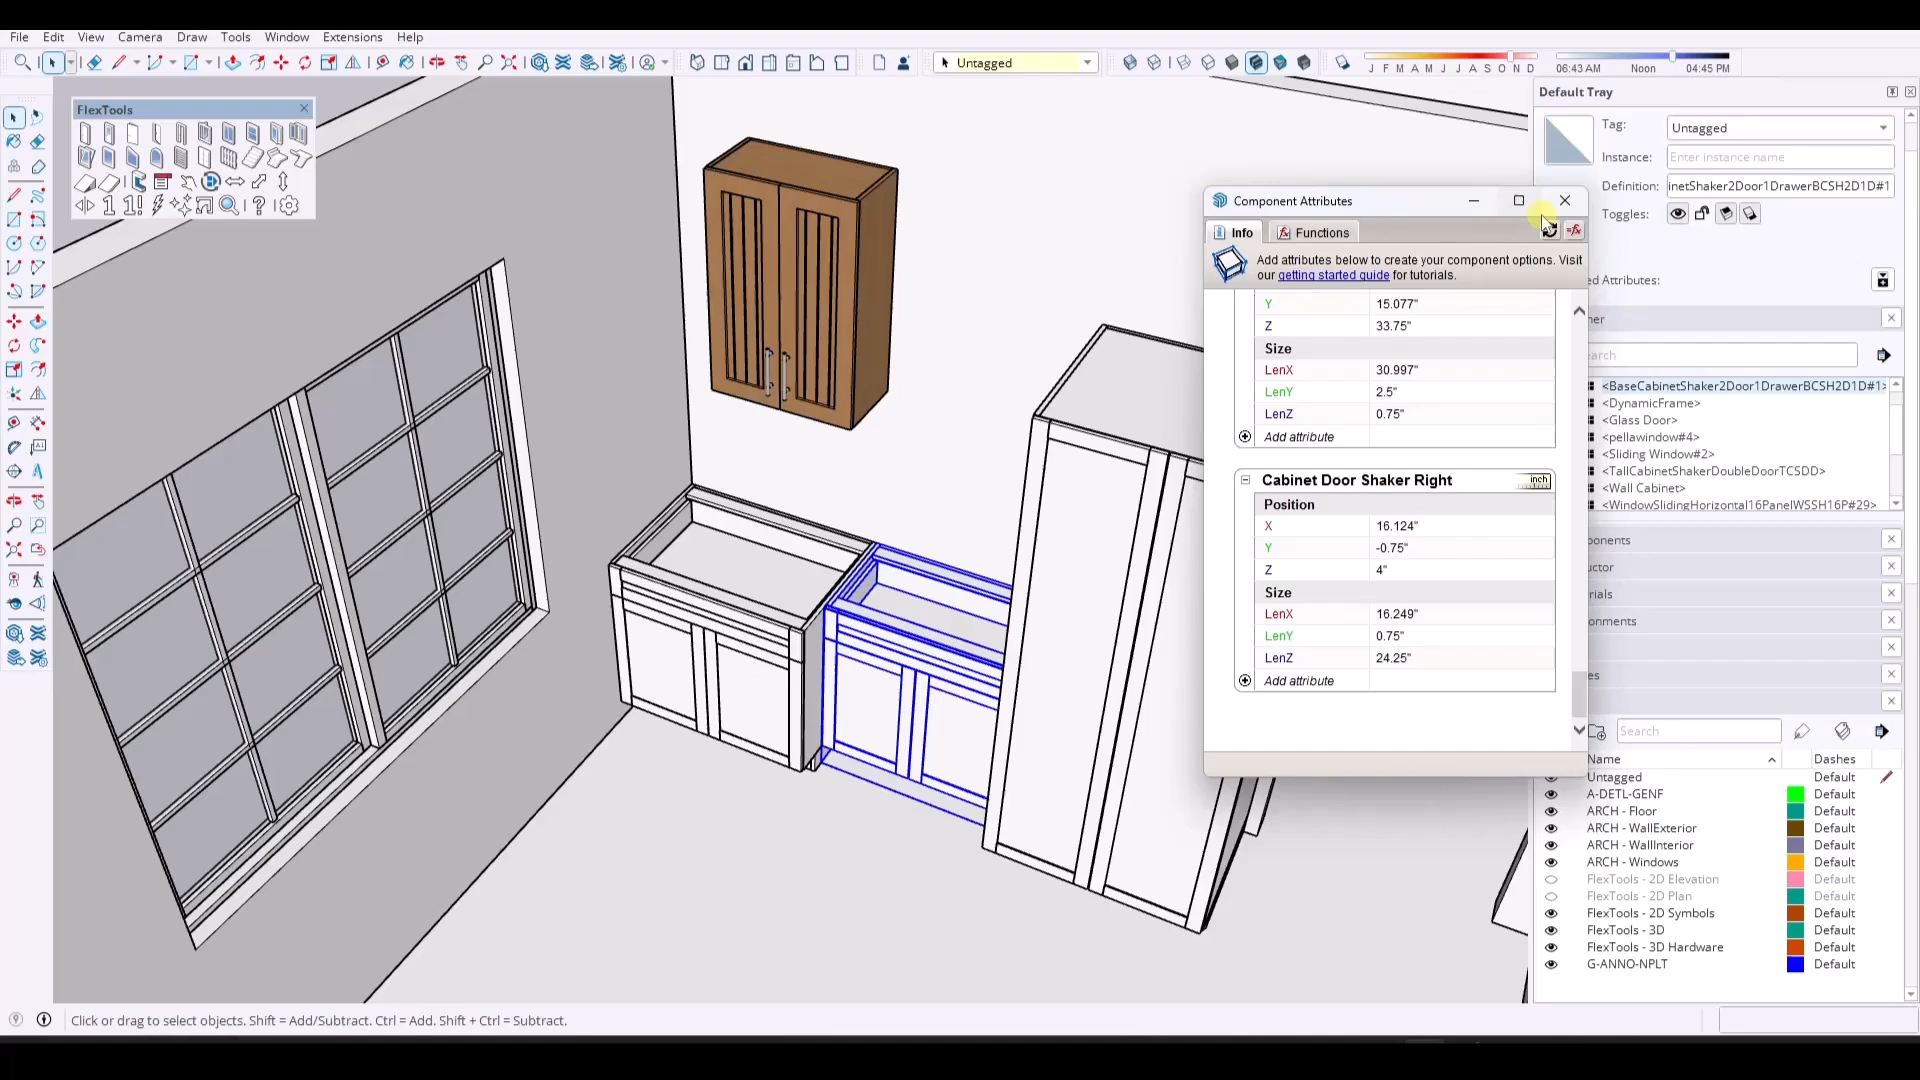 File Edit View Camera Draw Tools Window Extensions Help
Untagged
J F M A M J J A S O N D
06:43 AM Noon 04:45 PM
FlexTools
Default Tray
Tag: Untagged
Instance: Enter instance name
Definition: inetShaker2Door1DrawerBCSH2D1D#1
Toggles:
d Attributes:
Component Attributes
Info Functions
Add attributes below to create your component options. Visit
our getting started guide for tutorials.
Y 15.077"
Z 33.75"
Size
LenX 30.997"
LenY 2.5"
LenZ 0.75"
Add attribute
Cabinet Door Shaker Right inch
Position
X 16.124"
Y -0.75"
Z 4"
Size
LenX 16.249"
LenY 0.75"
LenZ 24.25"
Add attribute
ner
arch
<BaseCabinetShaker2Door1DrawerBCSH2D1D#1>
<DynamicFrame>
<Glass Door>
<pellawindow#4>
<Sliding Window#2>
<TallCabinetShakerDoubleDoorTCSDD>
<Wall Cabinet>
<WindowSlidingHorizontal16PanelWSSH16P#29>
onents
uctor
rials
onments
es
Search
Name Dashes
Untagged Default
A-DETL-GENF Default
ARCH - Floor Default
ARCH - WallExterior Default
ARCH - WallInterior Default
ARCH - Windows Default
FlexTools - 2D Elevation Default
FlexTools - 2D Plan Default
FlexTools - 2D Symbols Default
FlexTools - 3D Default
FlexTools - 3D Hardware Default
G-ANNO-NPLT Default
Click or drag to select objects. Shift = Add/Subtract. Ctrl = Add. Shift + Ctrl = Subtract.